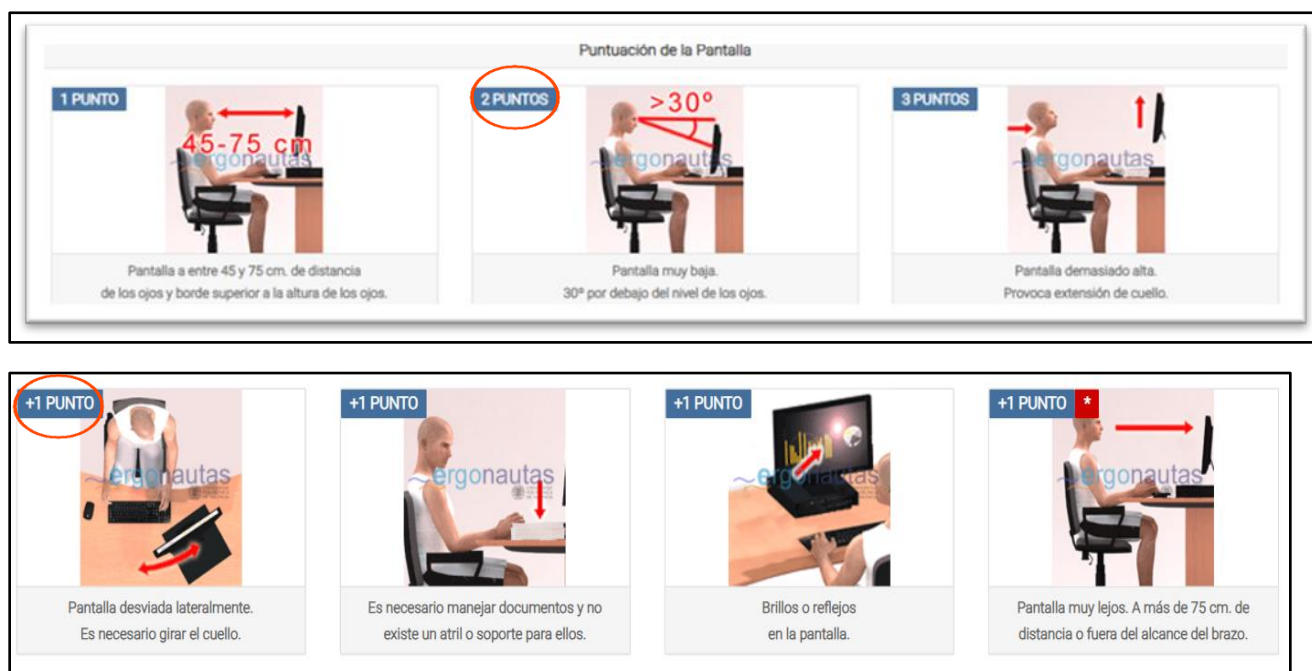 Puntuación de la Pantalla
1 PUNTO
45-75 cm
ergonautas
Pantalla a entre 45 y 75 cm. de distancia
de los ojos y borde superior a la altura de los ojos.
2 PUNTOS
>30º
ergonautas
Pantalla muy baja.
30º por debajo del nivel de los ojos.
3 PUNTOS
ergonautas
Pantalla demasiado alta.
Provoca extensión de cuello.
+1 PUNTO
ergonautas
Pantalla desviada lateralmente.
Es necesario girar el cuello.
+1 PUNTO
ergonautas
Es necesario manejar documentos y no
existe un atril o soporte para ellos.
+1 PUNTO
ergonautas
Brillos o reflejos
en la pantalla.
+1 PUNTO *
ergonautas
Pantalla muy lejos. A más de 75 cm. de
distancia o fuera del alcance del brazo.